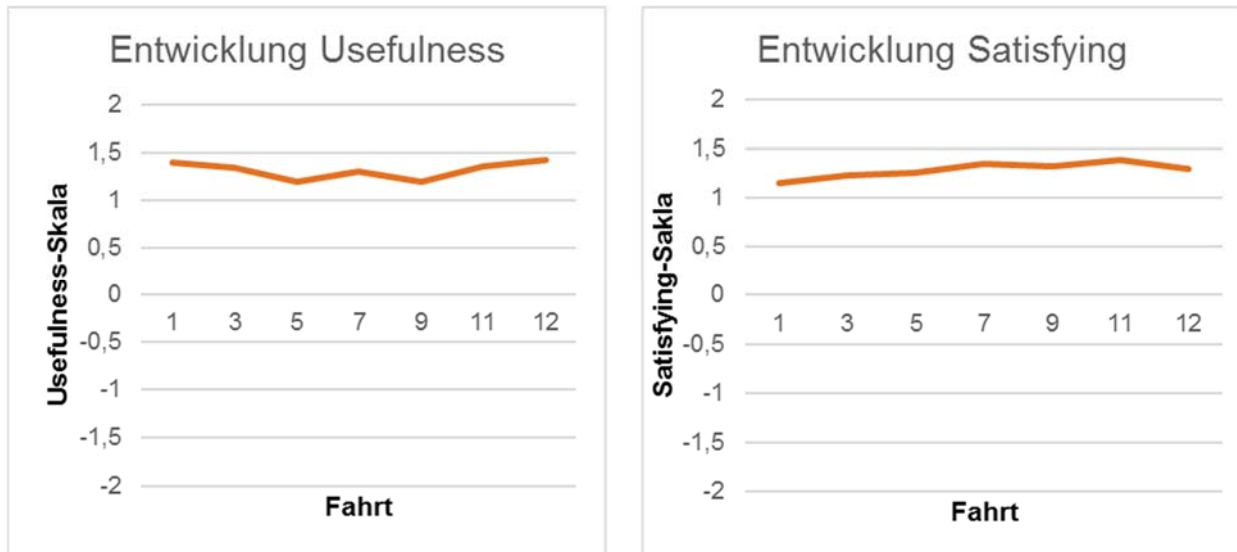 Entwicklung Usefulness
2
1,5
1
0,5
0
-0,5
-1
-1,5
-2
1 3 5 7 9 11 12
Usefulness-Skala
Fahrt
Entwicklung Satisfying
2
1,5
1
0,5
0
-0,5
-1
-1,5
-2
1 3 5 7 9 11 12
Satisfying-Sakla
Fahrt